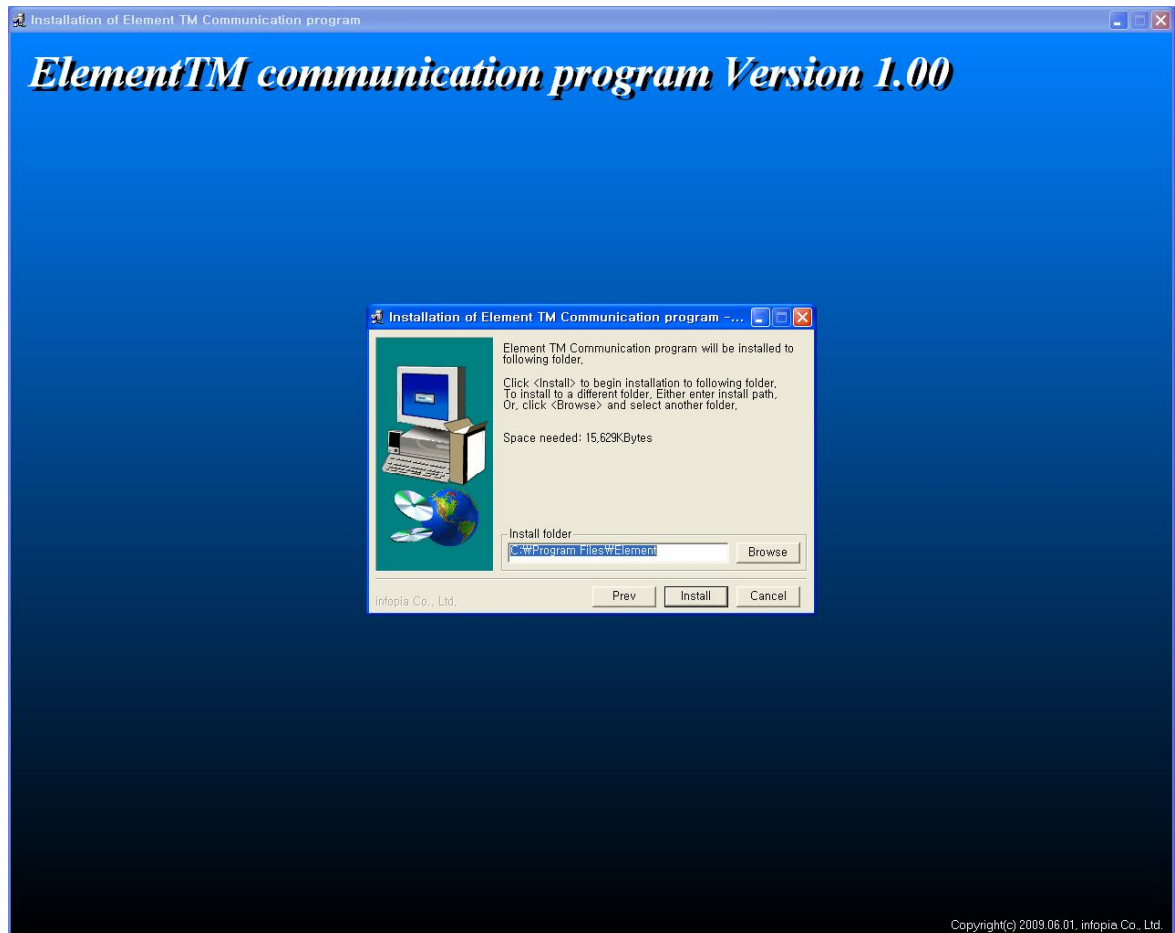 Installation of Element TM Communication program
ElementTM communication program Version 1.00
Installation of Element TM Communication program -...
Element TM Communication program will be installed to
following folder.
Click <Install> to begin installation to following folder.
To install to a different folder, Either enter install path,
Or, click <Browse> and select another folder.
Space needed: 15,629KBytes
Install folder
C:₩Program Files₩Element
Browse
Infopia Co., Ltd.
Prev
Install
Cancel
Copyright(c) 2009.06.01, infopia Co., Ltd.